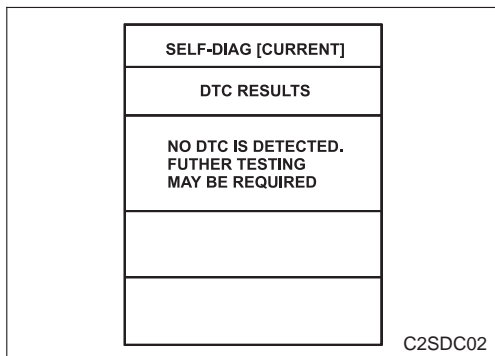 SELF-DIAG [CURRENT]
DTC RESULTS
NO DTC IS DETECTED.
FUTHER TESTING
MAY BE REQUIRED
C2SDC02